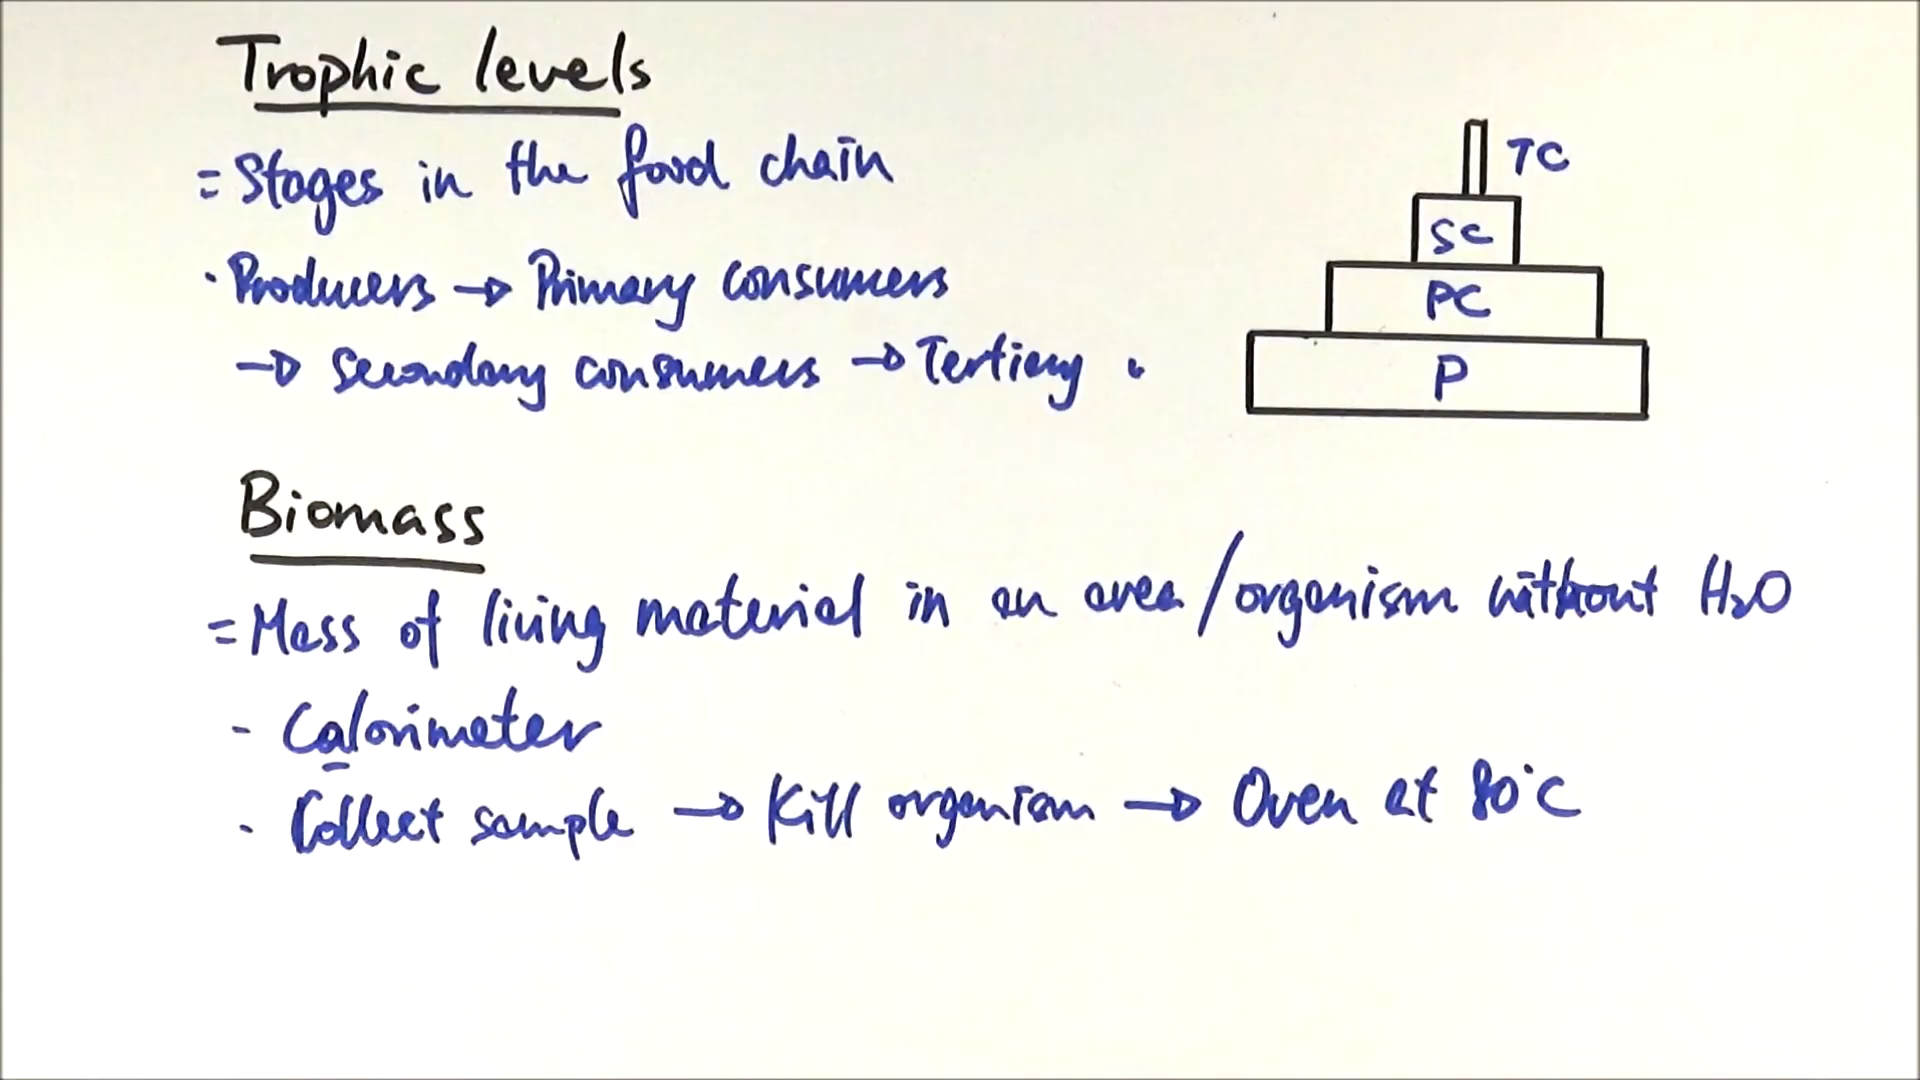 Trophic levels
= Stages in the food chain
· Producers → Primary consumers
→ Secondary consumers → Tertiary "
TC
SC
PC
P
Biomass
= Mass of living material in an area/organism without H₂O
- Calorimeter
· Collect sample → Kill organism → Oven at 80°C